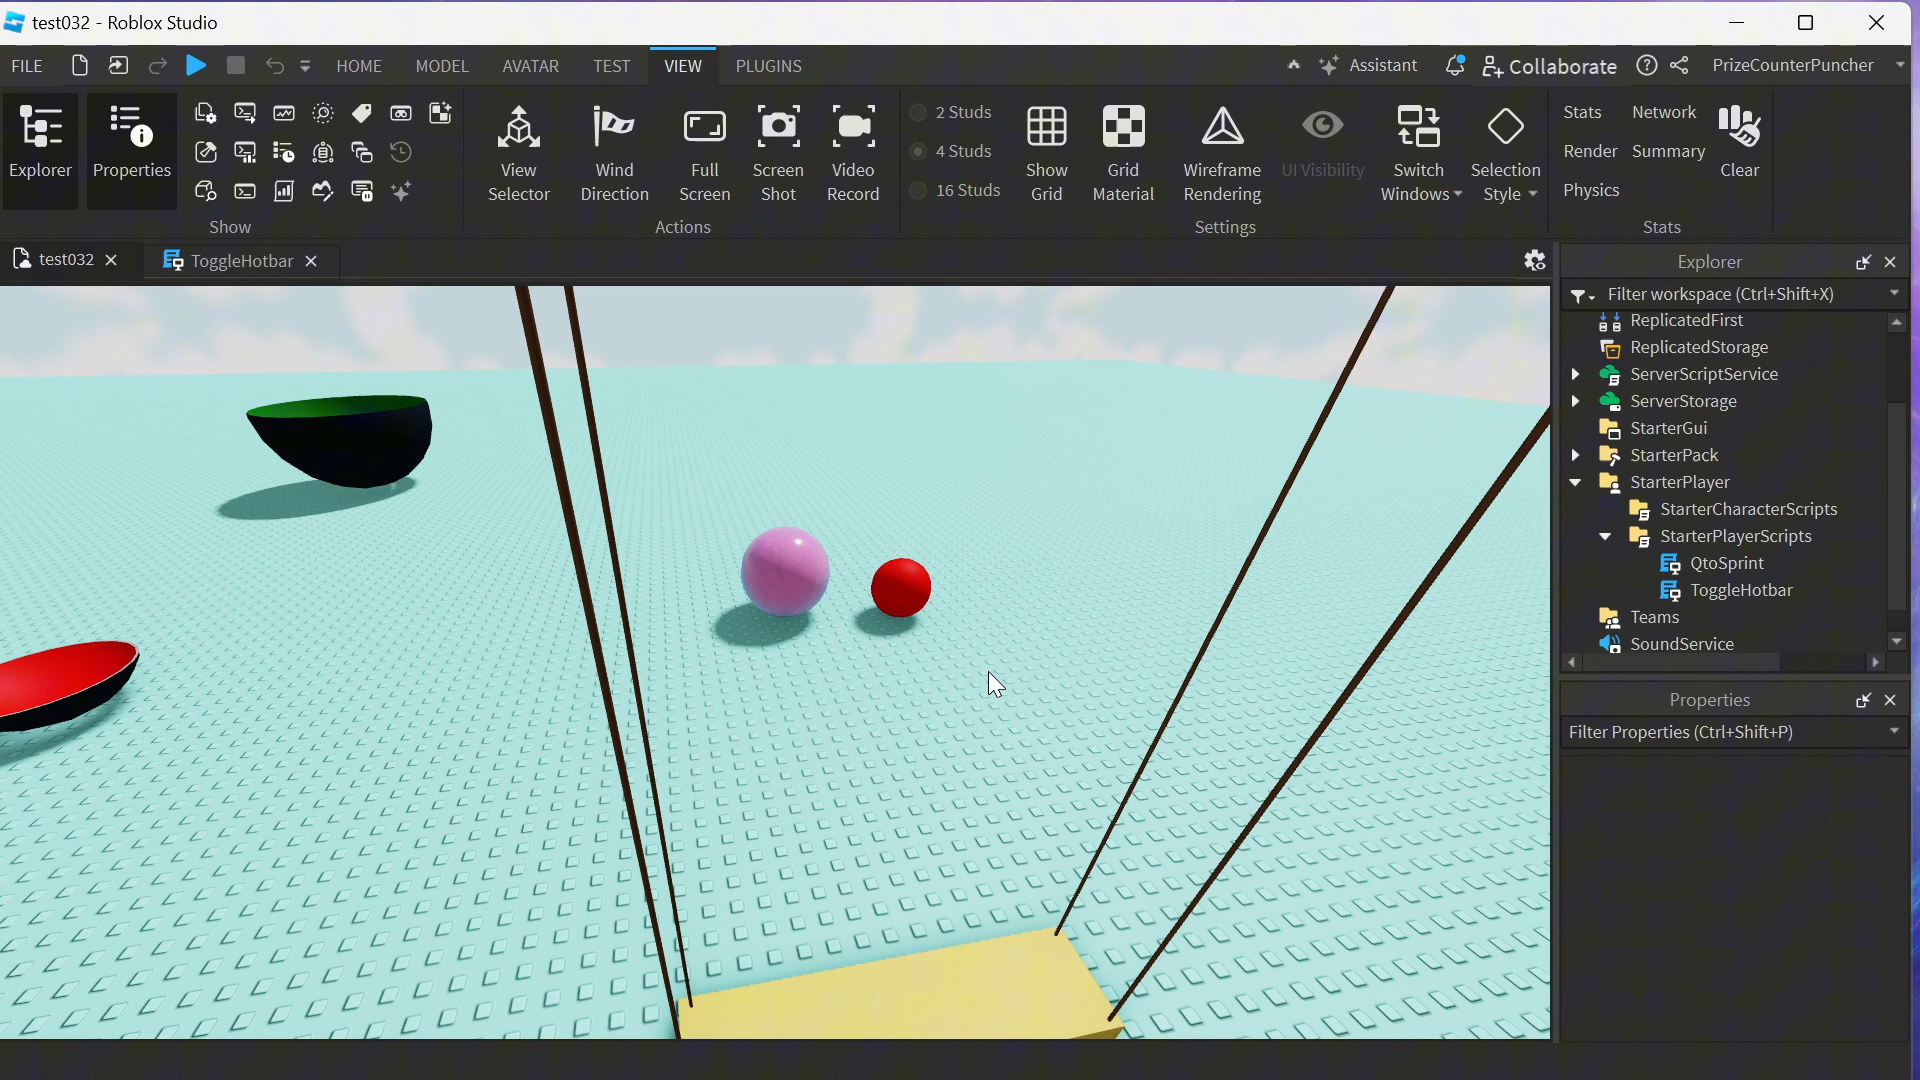 test032 - Roblox Studio
FILE HOME MODEL AVATAR TEST VIEW PLUGINS Assistant Collaborate PrizeCounterPuncher
Explorer
Properties
Show
View
Selector
Wind
Direction
Full
Screen
Screen
Shot
Video
Record
Actions
2 Studs
4 Studs
16 Studs
Show
Grid
Grid
Material
Wireframe
Rendering
UI Visibility
Switch
Windows
Selection
Style
Settings
Stats Network
Render Summary
Physics
Clear
Stats
test032
ToggleHotbar
Explorer
Filter workspace (Ctrl+Shift+X)
ReplicatedFirst
ReplicatedStorage
ServerScriptService
ServerStorage
StarterGui
StarterPack
StarterPlayer
StarterCharacterScripts
StarterPlayerScripts
QtoSprint
ToggleHotbar
Teams
SoundService
Properties
Filter Properties (Ctrl+Shift+P)